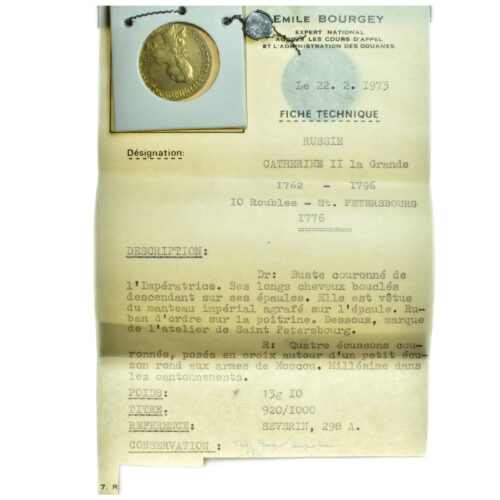 EMILE BOURGEY
EXPERT NATIONAL
AUPRÈS LES COURS D'APPEL
ET L'ADMINISTRATION DES DOUANES
Le 22. 2. 1973
FICHE TECHNIQUE
RUSSIE
Désignation:
CATHERINE II la Grande
1762 - 1796
10 Roubles - St. PETERSBOURG
1776
DESCRIPTION:
Dr: Buste couronné de
l'Impératrice. Ses longs cheveux bouclés
descendant sur ses épaules. Elle est vêtue
du manteau impérial agrafé sur l'épaule. Ru-
ban d'ordre sur la poitrine. Dessous, marque
de l'atelier de Saint Petersbourg.
R: Quatre écussons cou-
ronnés, posés en croix autour d'un petit écu-
son rond aux armes de Moscou. Millésime dans
les cantonnements.
POIDS: 13g 10
TITRE: 920/1000
REFERENCE: SEVERIN, 298 A.
CONSERVATION :
7. R